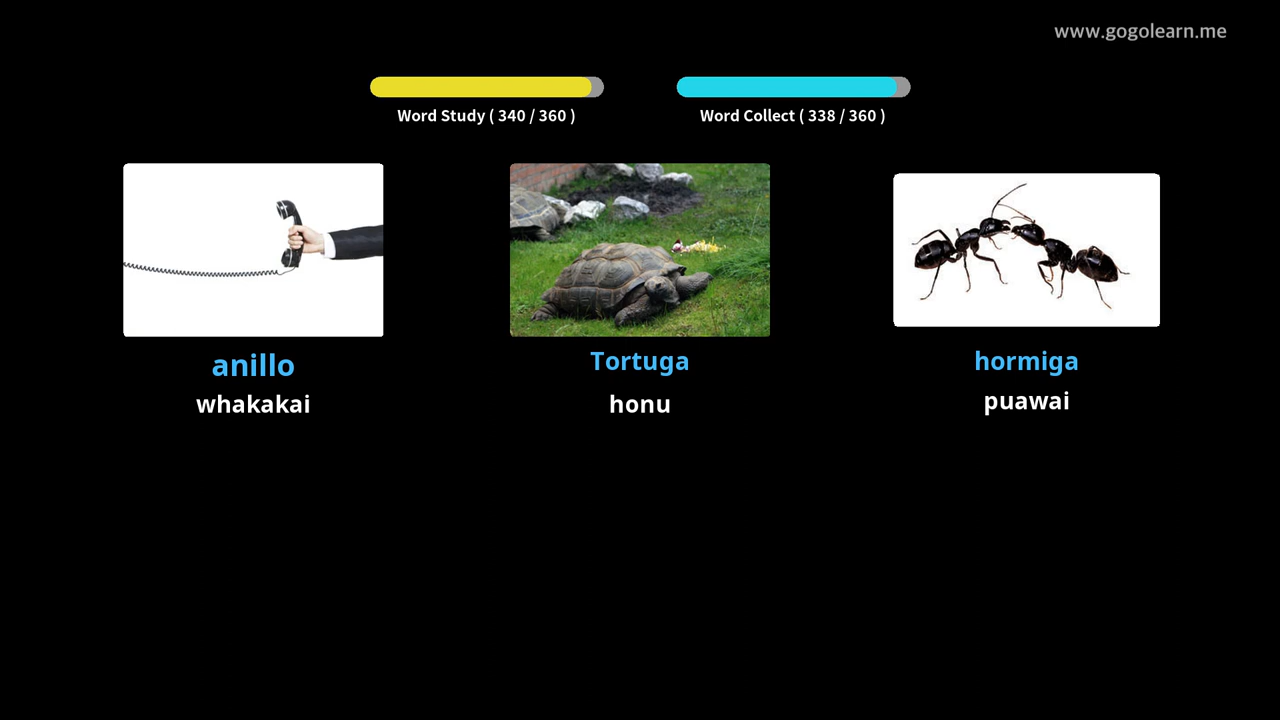 www.gogolearn.me
Word Study ( 340 / 360 )
Word Collect ( 338 / 360 )
anillo
whakakai
Tortuga
honu
hormiga
puawai